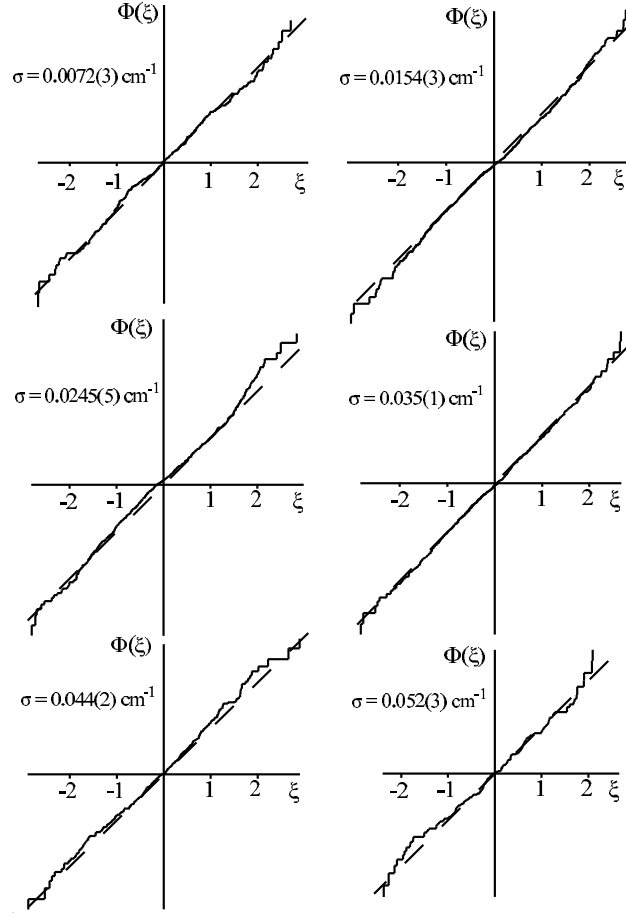 Φ(ξ)
σ = 0.0072(3) cm⁻¹
-2 -1 1 2 ξ
Φ(ξ)
σ = 0.0154(3) cm⁻¹
-2 -1 1 2 ξ
Φ(ξ)
σ = 0.0245(5) cm⁻¹
-2 -1 1 2 ξ
Φ(ξ)
σ = 0.035(1) cm⁻¹
-2 -1 1 2 ξ
Φ(ξ)
σ = 0.044(2) cm⁻¹
-2 -1 1 2 ξ
Φ(ξ)
σ = 0.052(3) cm⁻¹
-2 -1 1 2 ξ